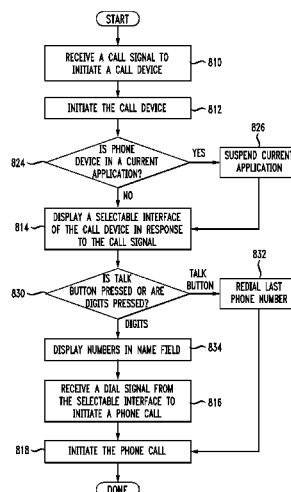 START
RECEIVE A CALL SIGNAL TO
INITIATE A CALL DEVICE
810
INITIATE THE CALL DEVICE
812
IS PHONE
DEVICE IN A CURRENT
APPLICATION?
824
YES
826
SUSPEND CURRENT
APPLICATION
NO
814
DISPLAY A SELECTABLE INTERFACE
OF THE CALL DEVICE IN RESPONSE
TO THE CALL SIGNAL
830
IS TALK
BUTTON PRESSED OR ARE
DIGITS PRESSED?
TALK
BUTTON
832
REDIAL LAST
PHONE NUMBER
DIGITS
DISPLAY NUMBERS IN NAME FIELD
834
RECEIVE A DIAL SIGNAL FROM
THE SELECTABLE INTERFACE TO
INITIATE A PHONE CALL
816
818
INITIATE THE PHONE CALL
DONE